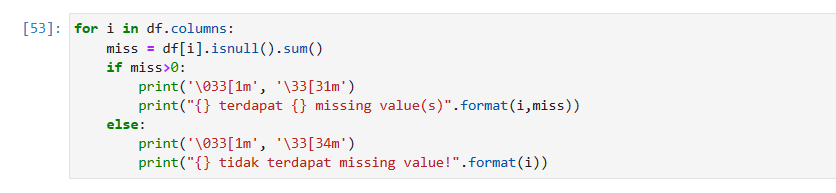 [53]: for i in df.columns:
    miss = df[i].isnull().sum()
    if miss>0:
        print('\033[1m', '\33[31m')
        print("{} terdapat {} missing value(s)".format(i,miss))
    else:
        print('\033[1m', '\33[34m')
        print("{} tidak terdapat missing value!".format(i))